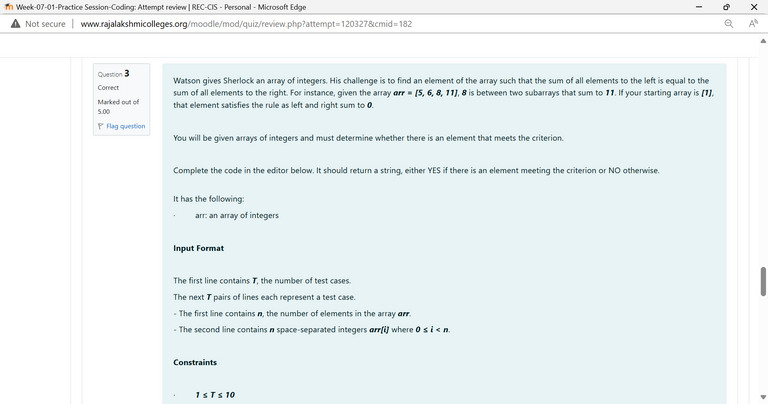 Week-07-01-Practice Session-Coding: Attempt review | REC-CIS - Personal - Microsoft Edge
Not secure | www.rajalakshmicolleges.org/moodle/mod/quiz/review.php?attempt=120327&cmid=182
Question 3
Correct
Marked out of
5.00
Flag question
Watson gives Sherlock an array of integers. His challenge is to find an element of the array such that the sum of all elements to the left is equal to the
sum of all elements to the right. For instance, given the array arr = [5, 6, 8, 11], 8 is between two subarrays that sum to 11. If your starting array is [1],
that element satisfies the rule as left and right sum to 0.
You will be given arrays of integers and must determine whether there is an element that meets the criterion.
Complete the code in the editor below. It should return a string, either YES if there is an element meeting the criterion or NO otherwise.
It has the following:
· arr: an array of integers
Input Format
The first line contains T, the number of test cases.
The next T pairs of lines each represent a test case.
- The first line contains n, the number of elements in the array arr.
- The second line contains n space-separated integers arr[i] where 0 ≤ i < n.
Constraints
· 1 ≤ T ≤ 10